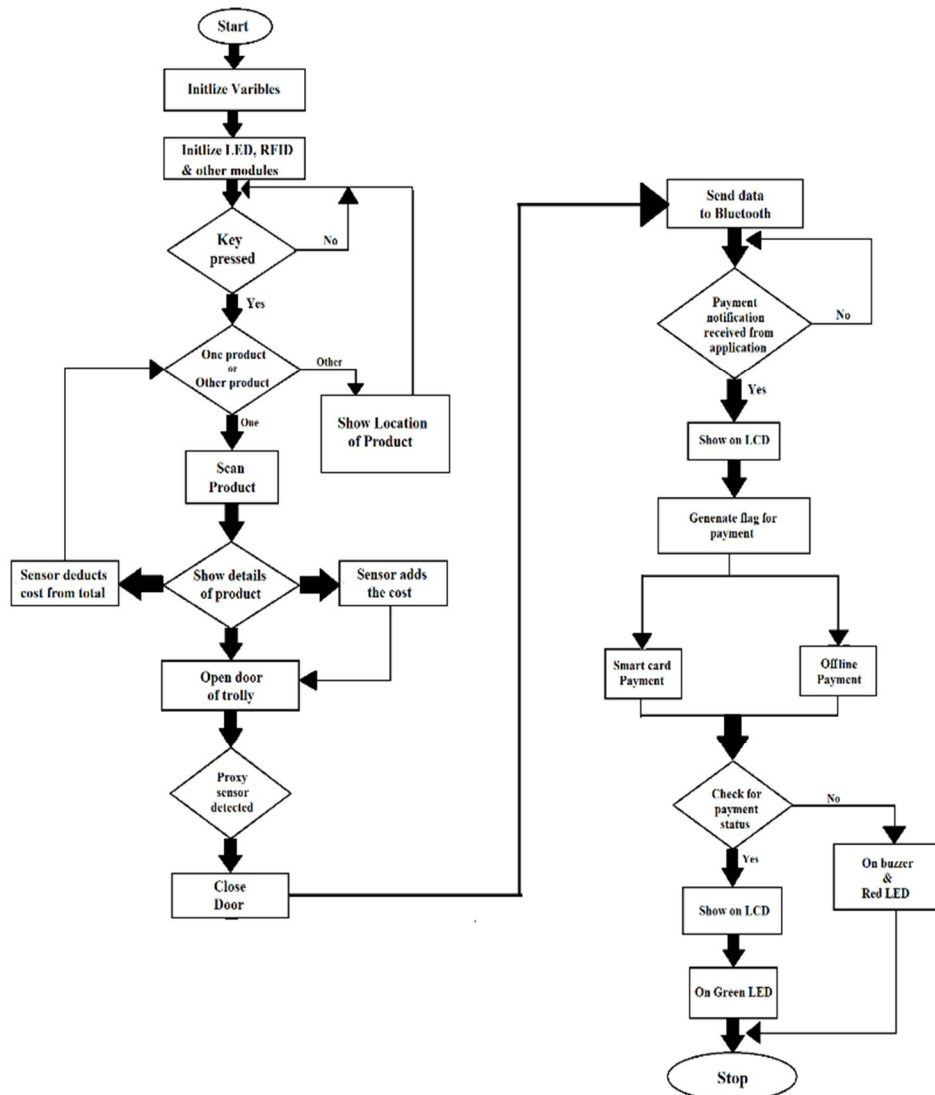 Start
Initlize Varibles
Initlize LED, RFID
& other modules
Key
pressed
No
Yes
One product
or
Other product
Other
One
Show Location
of Product
Scan
Product
Show details
of product
Sensor deducts
cost from total
Sensor adds
the cost
Open door
of trolly
Proxy
sensor
detected
Close
Door
Send data
to Bluetooth
Payment
notification
received from
application
No
Yes
Show on LCD
Genenate flag for
payment
Smart card
Payment
Offline
Payment
Check for
payment
status
No
Yes
On buzzer
&
Red LED
Show on LCD
On Green LED
Stop